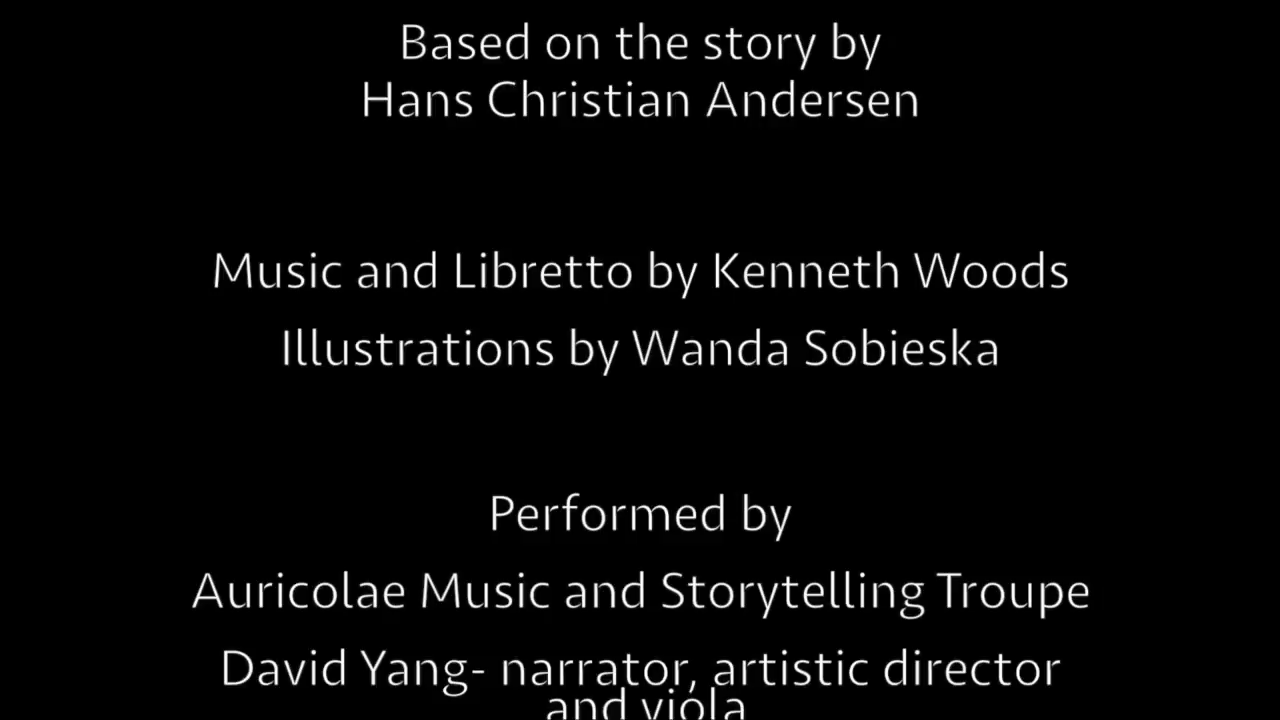 Based on the story by
Hans Christian Andersen
Music and Libretto by Kenneth Woods
Illustrations by Wanda Sobieska
Performed by
Auricolae Music and Storytelling Troupe
David Yang- narrator, artistic director
and viola